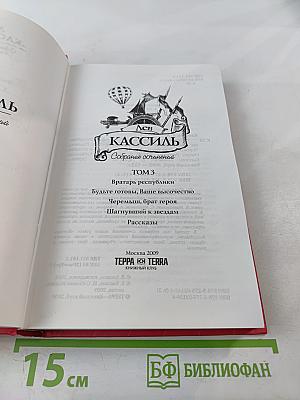 Лев
КАССИЛЬ
Собрание сочинений
ТОМ 3
Вратарь республики
Будьте готовы, Ваше высочество
Черемыш, брат героя
Шагнувший к звездам
Рассказы
Москва 2009
ТЕРРА TERRA
КНИЖНЫЙ КЛУБ
15 см
БФ БИБЛИОФАН